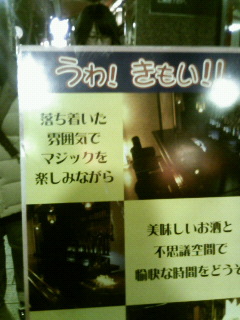 うわ!きもい!!
落ち着いた
雰囲気で
マジックを
楽しみながら
美味しいお酒と
不思議空間で
愉快な時間をどうぞ